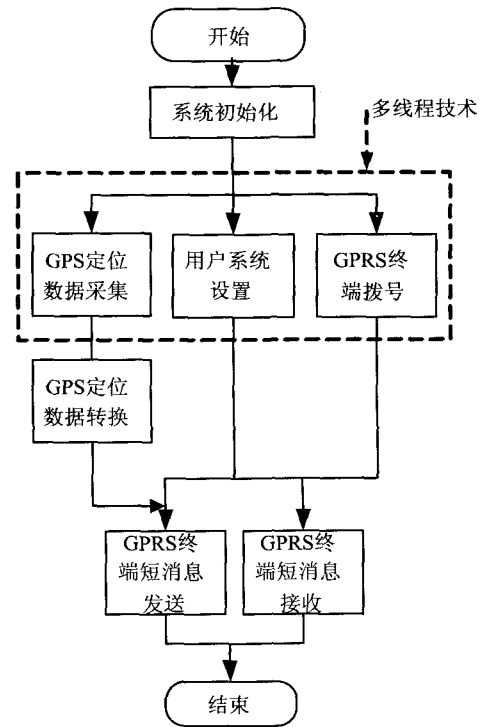 开始
系统初始化
多线程技术
GPS定位
数据采集
用户系统
设置
GPRS终
端拨号
GPS定位
数据转换
GPRS终
端短消息
发送
GPRS终
端短消息
接收
结束